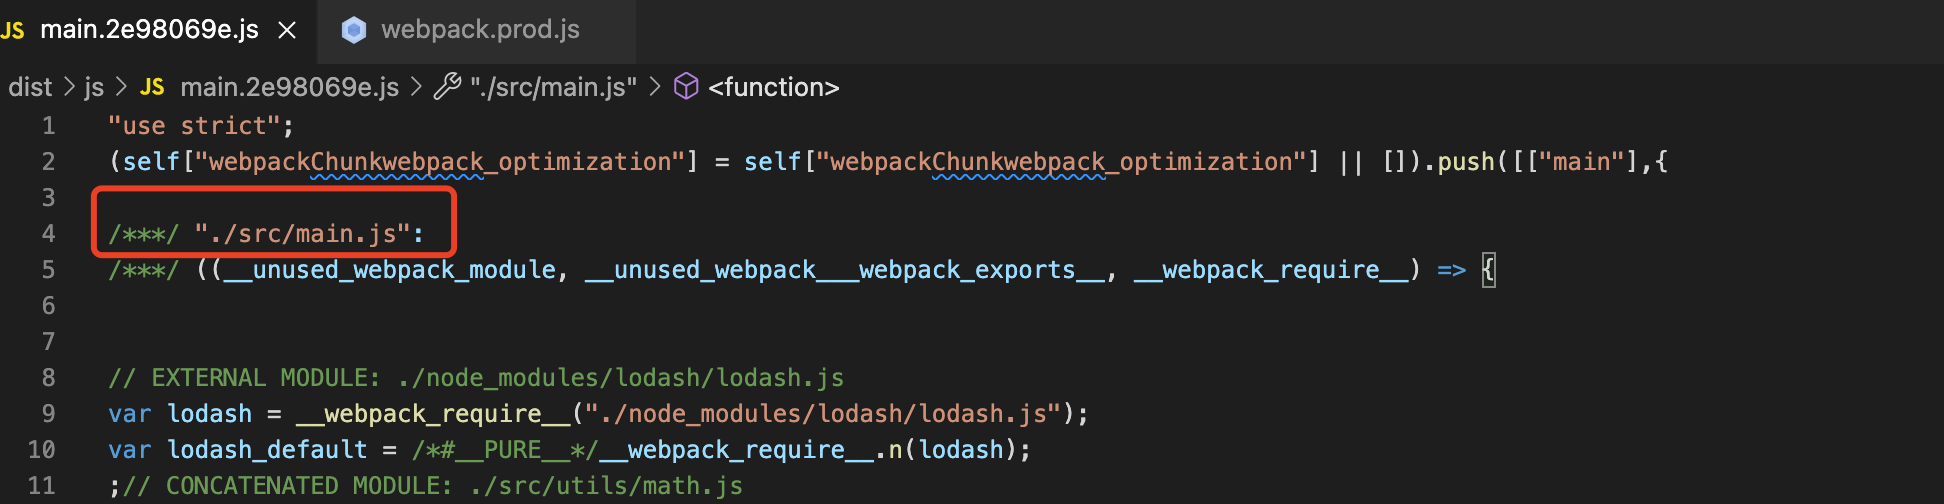 JS main.2e98069e.js × webpack.prod.js
dist > js > JS main.2e98069e.js > "./src/main.js" > <function>
1 "use strict";
2 (self["webpackChunkwebpack_optimization"] = self["webpackChunkwebpack_optimization"] || []).push([["main"],{
3
4 /***/ "./src/main.js":
5 /***/ ((__unused_webpack_module, __unused_webpack___webpack_exports__, __webpack_require__) => {
6
7
8 // EXTERNAL MODULE: ./node_modules/lodash/lodash.js
9 var lodash = __webpack_require__("./node_modules/lodash/lodash.js");
10 var lodash_default = /*#__PURE__*/__webpack_require__.n(lodash);
11 ;// CONCATENATED MODULE: ./src/utils/math.js